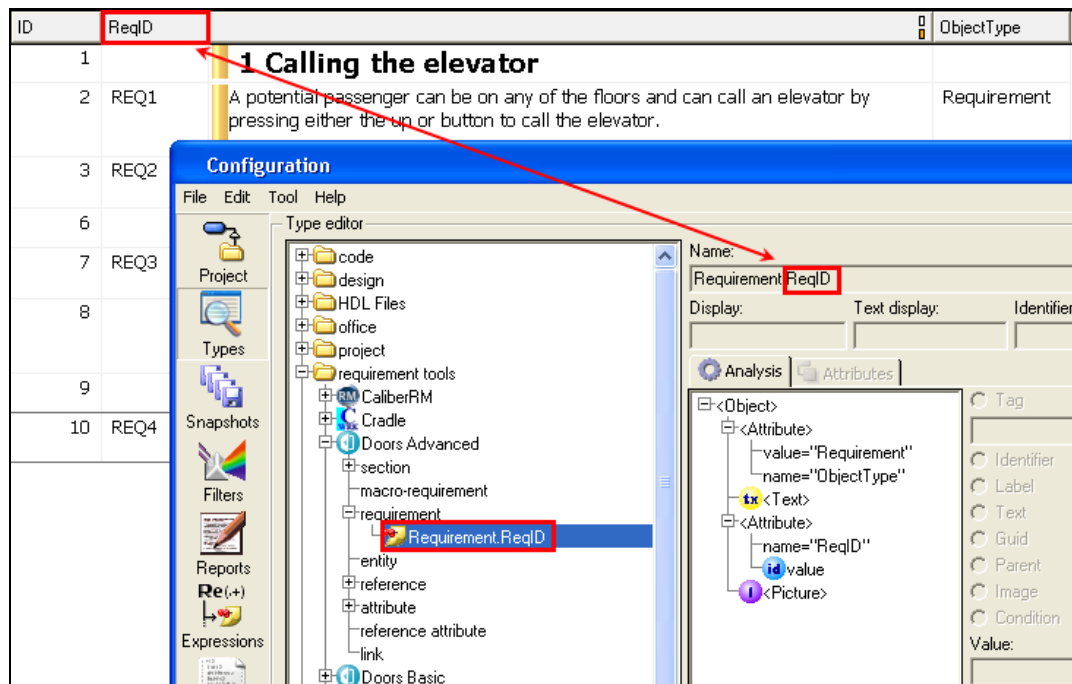 ID ReqID ObjectType
1 1 Calling the elevator
2 REQ1 A potential passenger can be on any of the floors and can call an elevator by Requirement
pressing either the up or button to call the elevator.
3 REQ2
6
7 REQ3
8
9
10 REQ4
Configuration
File Edit Tool Help
Project
Types
Snapshots
Filters
Reports
Re(.+)
Expressions
Type editor
code
design
HDL Files
office
project
requirement tools
RM CaliberRM
Cradle
Doors Advanced
section
macro-requirement
requirement
Requirement.ReqID
entity
reference
attribute
reference attribute
link
Doors Basic
Name:
Requirement.ReqID
Display: Text display: Identifier
Analysis Attributes
<Object>
<Attribute>
value="Requirement"
name="ObjectType"
tx <Text>
<Attribute>
name="ReqID"
id value
I <Picture>
Tag
Identifier
Label
Text
Guid
Parent
Image
Condition
Value: